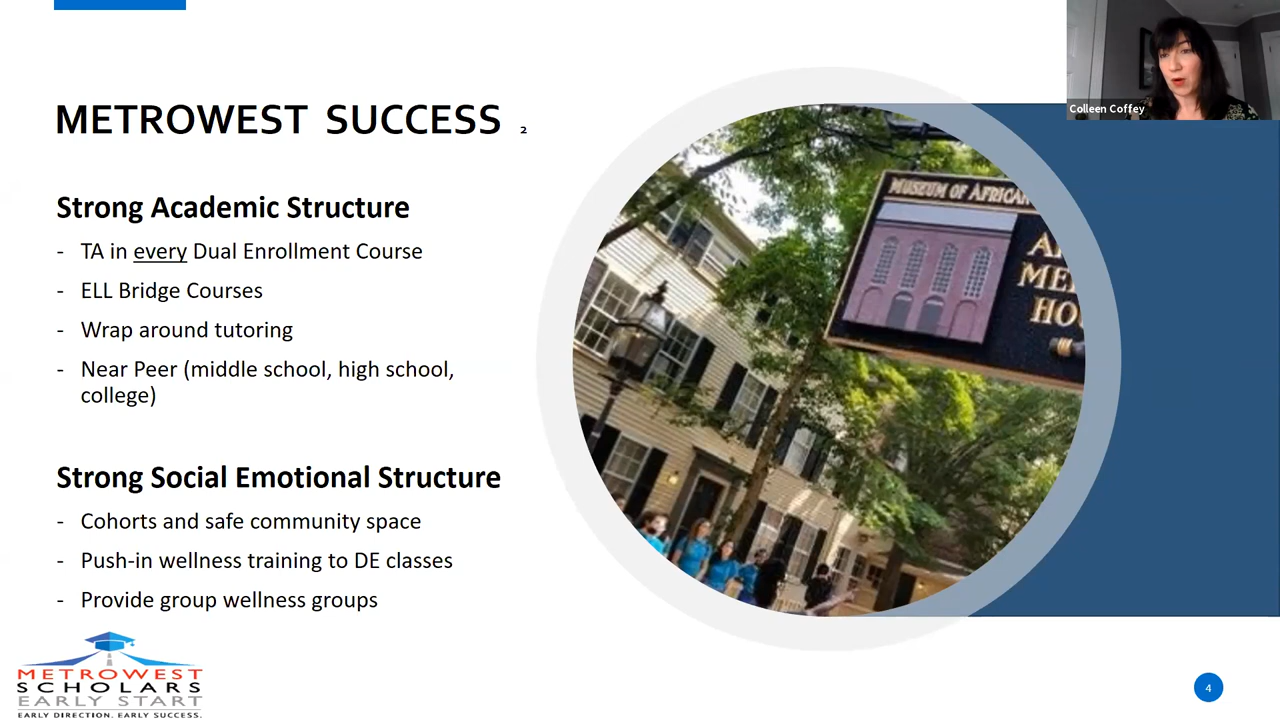 Colleen Coffey
METROWEST SUCCESS 2
Strong Academic Structure
- TA in every Dual Enrollment Course
- ELL Bridge Courses
- Wrap around tutoring
- Near Peer (middle school, high school,
college)
Strong Social Emotional Structure
- Cohorts and safe community space
- Push-in wellness training to DE classes
- Provide group wellness groups
MUSEUM OF AFRICAN
METROWEST
SCHOLARS
EARLY START
EARLY DIRECTION. EARLY SUCCESS.
4